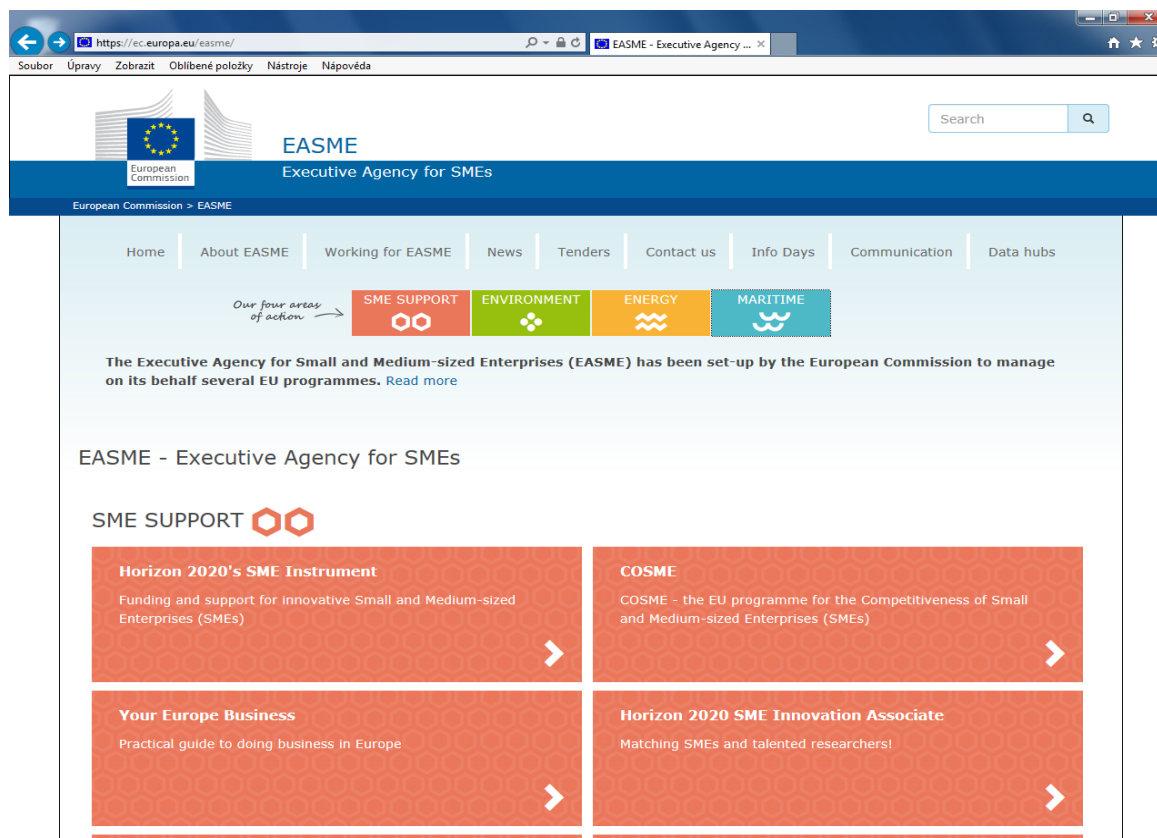 https://ec.europa.eu/easme/
EASME - Executive Agency ...
Soubor Úpravy Zobrazit Oblíbené položky Nástroje Nápověda
Search
European
Commission
EASME
Executive Agency for SMEs
European Commission > EASME
Home About EASME Working for EASME News Tenders Contact us Info Days Communication Data hubs
Our four areas
of action
SME SUPPORT ENVIRONMENT ENERGY MARITIME
The Executive Agency for Small and Medium-sized Enterprises (EASME) has been set-up by the European Commission to manage
on its behalf several EU programmes. Read more
EASME - Executive Agency for SMEs
SME SUPPORT
Horizon 2020's SME Instrument
Funding and support for innovative Small and Medium-sized
Enterprises (SMEs)
COSME
COSME - the EU programme for the Competitiveness of Small
and Medium-sized Enterprises (SMEs)
Your Europe Business
Practical guide to doing business in Europe
Horizon 2020 SME Innovation Associate
Matching SMEs and talented researchers!